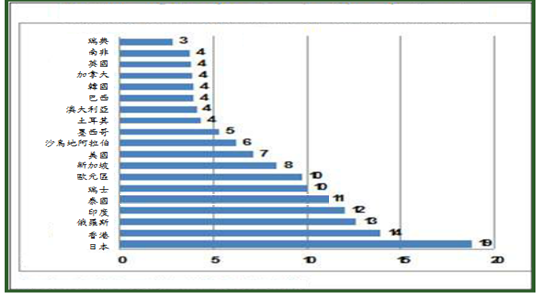 瑞典 3
南非 4
英國 4
加拿大 4
韓國 4
巴西 4
澳大利亞 4
土耳其 4
墨西哥 5
沙烏地阿拉伯 6
美國 7
新加坡 8
歐元區 10
瑞士 10
泰國 11
印度 12
俄羅斯 13
香港 14
日本 19
0 5 10 15 20